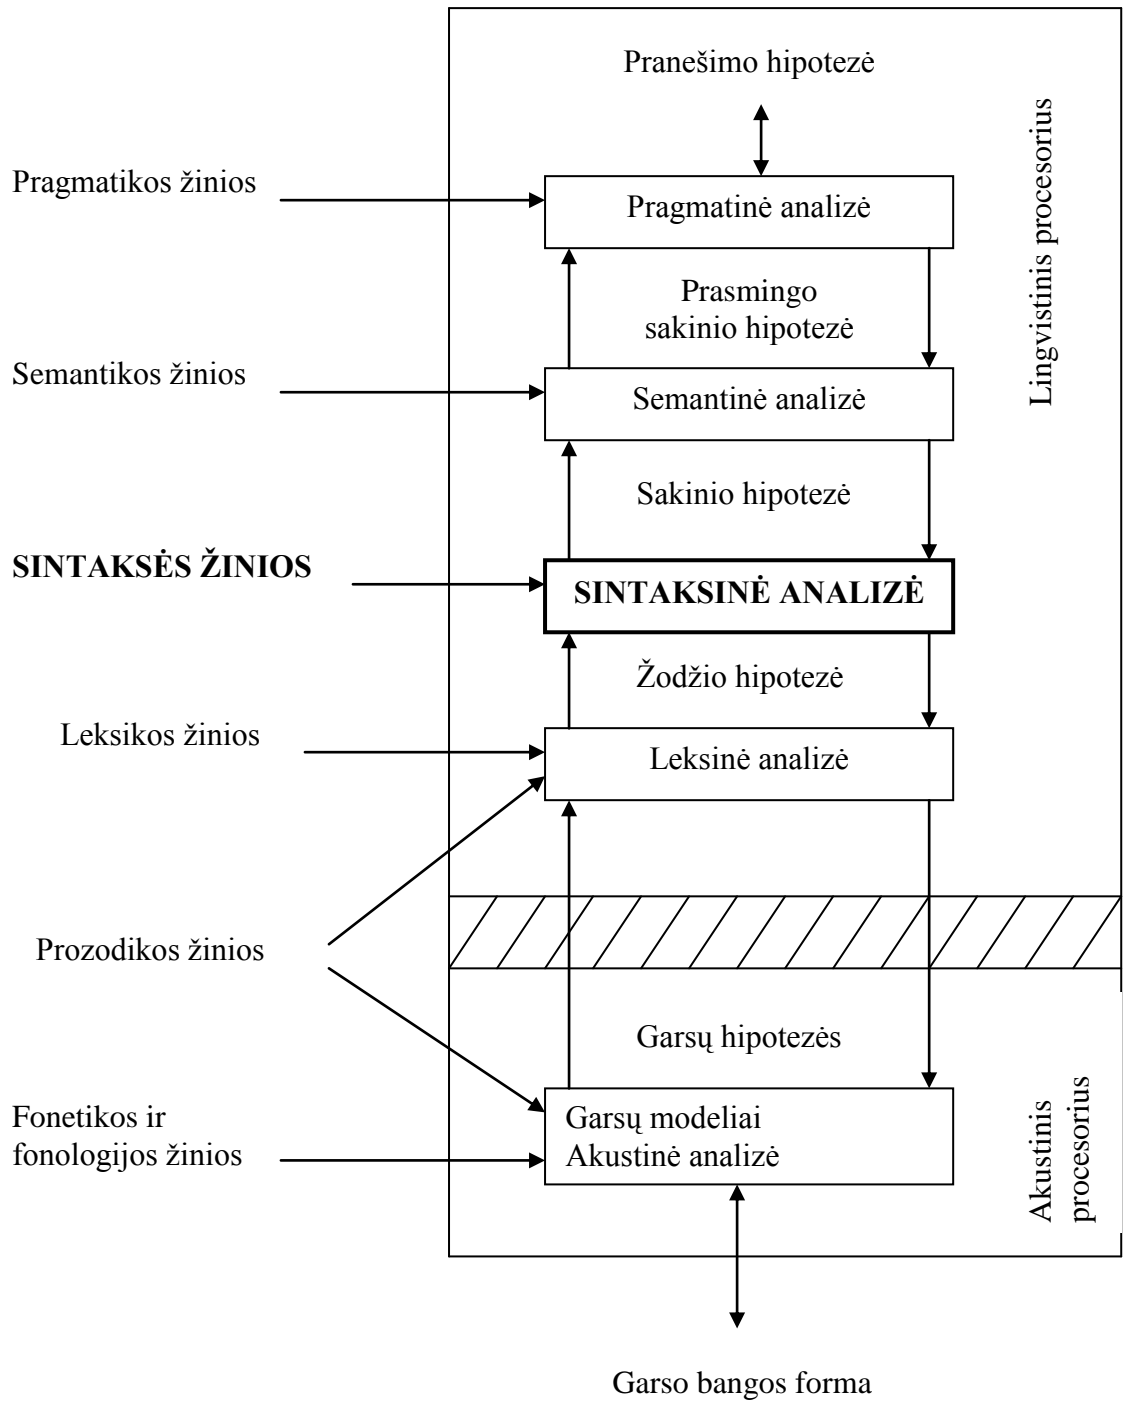 Pranešimo hipotezė
Lingvistinis procesorius
Pragmatikos žinios
Pragmatinė analizė
Prasmingo
sakinio hipotezė
Semantikos žinios
Semantinė analizė
Sakinio hipotezė
SINTAKSĖS ŽINIOS
SINTAKSINĖ ANALIZĖ
Žodžio hipotezė
Leksikos žinios
Leksinė analizė
Prozodikos žinios
Garsų hipotezės
Fonetikos ir
fonologijos žinios
Garsų modeliai
Akustinė analizė
Akustinis
procesorius
Garso bangos forma